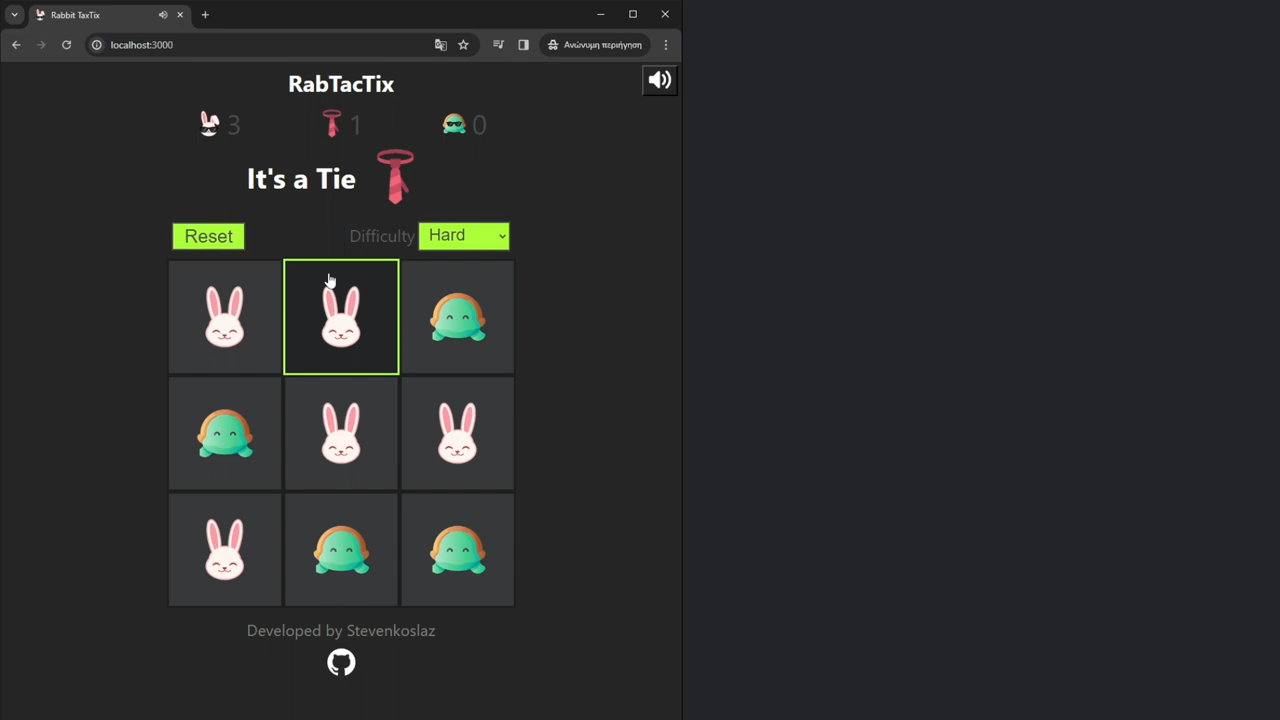 Rabbit TaxTix
localhost:3000
Ανώνυμη περιήγηση
RabTacTix
3
1
0
It's a Tie
Reset
Difficulty
Hard
Developed by Stevenkoslaz